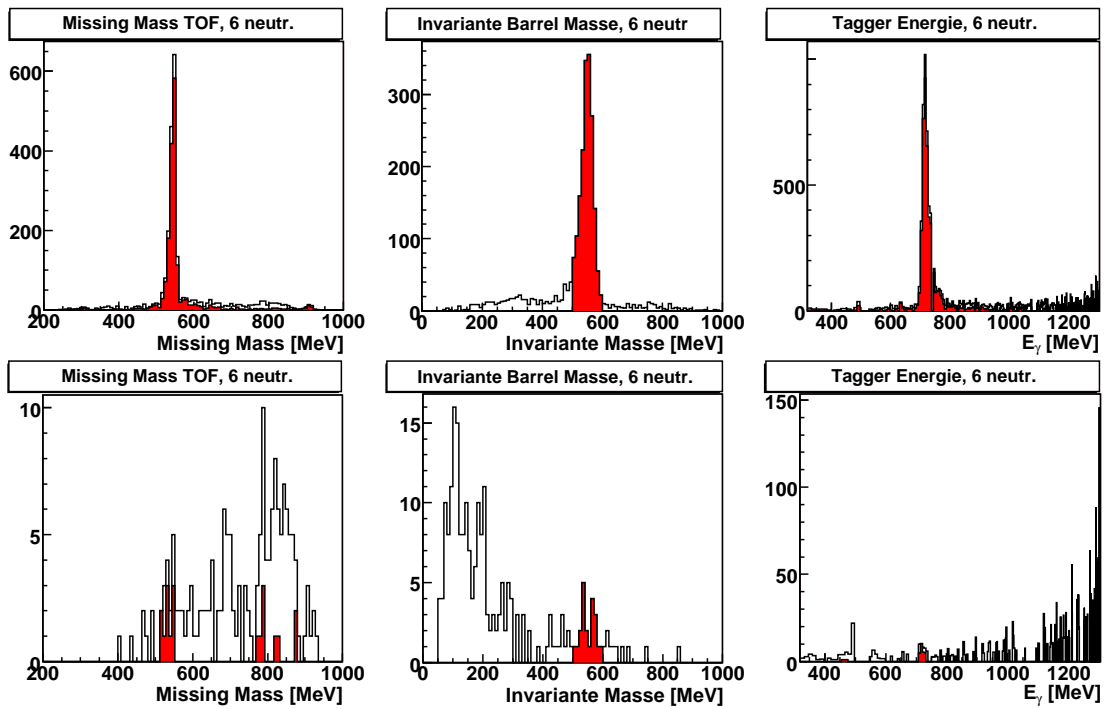 Missing Mass TOF, 6 neutr.
Invariante Barrel Masse, 6 neutr
Tagger Energie, 6 neutr.
600
400
200
0
200 400 600 800 1000
Missing Mass [MeV]
300
200
100
0
0 200 400 600 800 1000
Invariante Masse [MeV]
500
0
400 600 800 1000 1200
Eγ [MeV]
Missing Mass TOF, 6 neutr.
Invariante Barrel Masse, 6 neutr.
Tagger Energie, 6 neutr.
10
5
0
200 400 600 800 1000
Missing Mass [MeV]
15
10
5
0
0 200 400 600 800 1000
Invariante Masse [MeV]
150
100
50
0
400 600 800 1000 1200
Eγ [MeV]